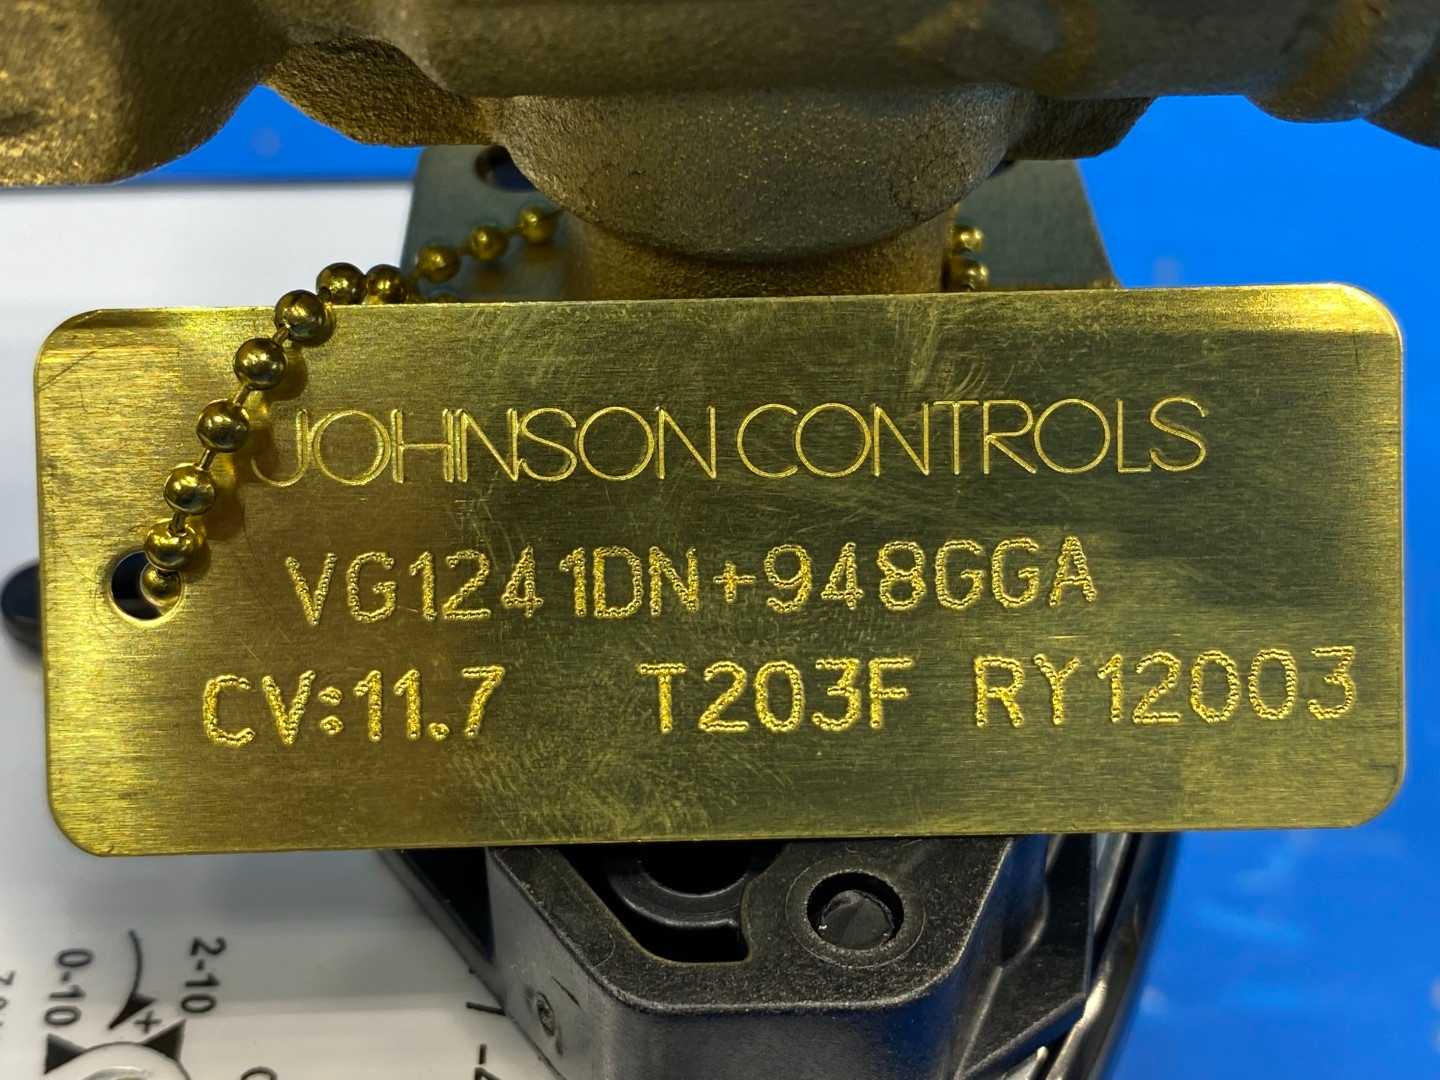 JOHNSON CONTROLS
VG1241DN+948GGA
CV:11.7 T203F RY12003
2-10
0-10
+